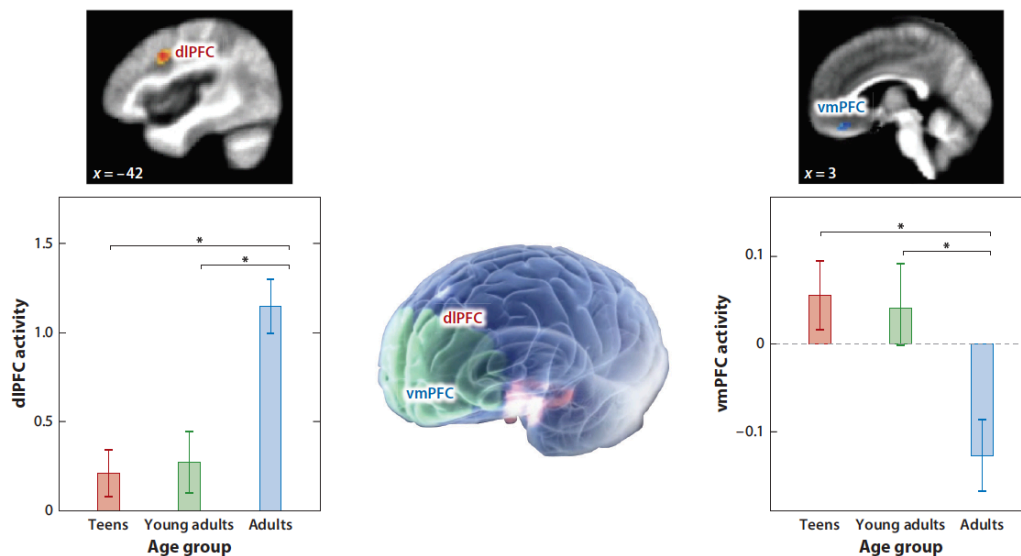 dlPFC
x = –42
vmPFC
x = 3
dlPFC activity
1.5
1.0
0.5
0
*
*
Teens
Young adults
Adults
Age group
dlPFC
vmPFC
vmPFC activity
0.1
0
–0.1
*
*
Teens
Young adults
Adults
Age group